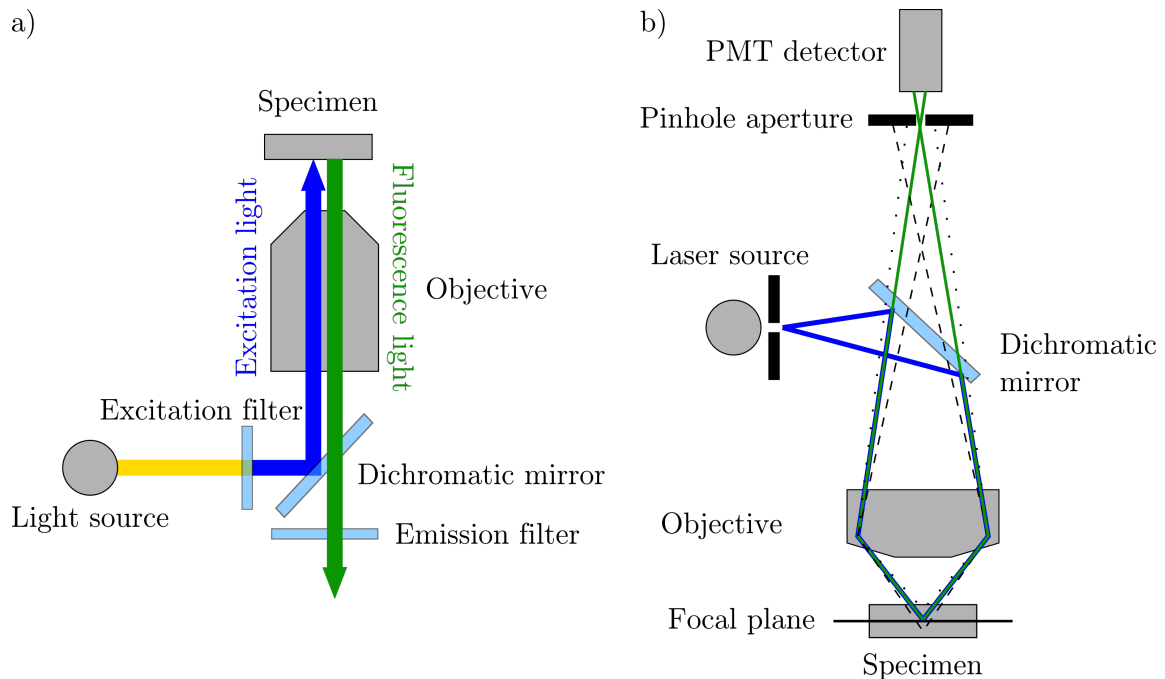 a)
Specimen
Excitation light
Fluorescence light
Objective
Excitation filter
Dichromatic mirror
Light source
Emission filter
b)
PMT detector
Pinhole aperture
Laser source
Dichromatic
mirror
Objective
Focal plane
Specimen